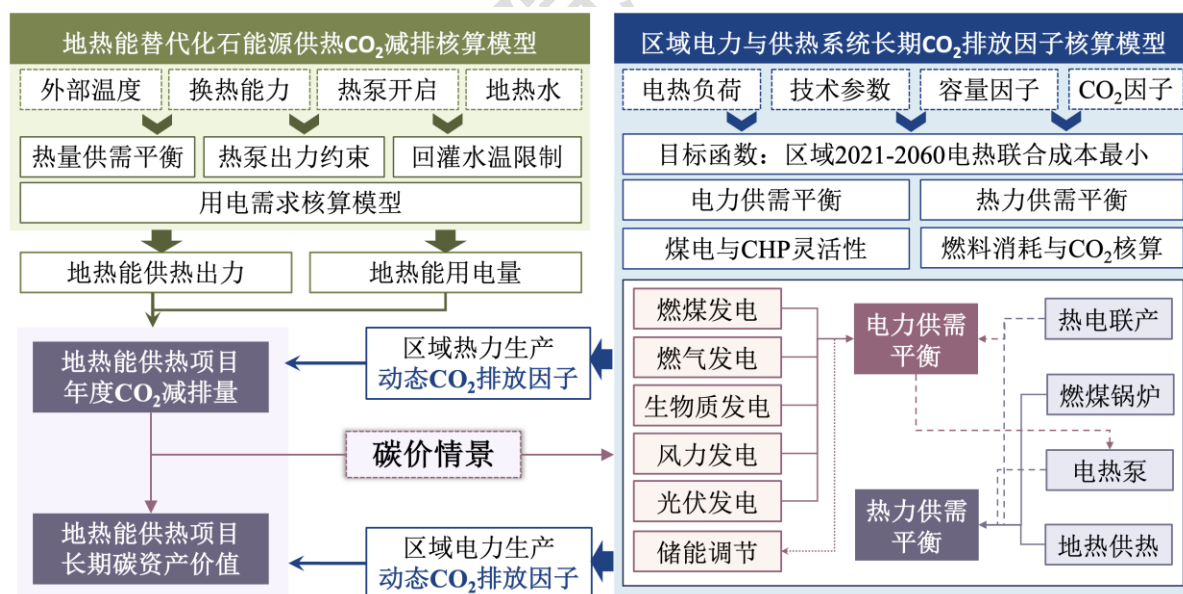 地热能替代化石能源供热CO₂减排核算模型
外部温度
换热能力
热泵开启
地热水
热量供需平衡
热泵出力约束
回灌水温限制
用电需求核算模型
地热能供热出力
地热能用电量
地热能供热项目
年度CO₂减排量
地热能供热项目
长期碳资产价值
区域热力生产
动态CO₂排放因子
碳价情景
区域电力生产
动态CO₂排放因子
区域电力与供热系统长期CO₂排放因子核算模型
电热负荷
技术参数
容量因子
CO₂因子
目标函数：区域2021-2060电热联合成本最小
电力供需平衡
热力供需平衡
煤电与CHP灵活性
燃料消耗与CO₂核算
燃煤发电
燃气发电
生物质发电
风力发电
光伏发电
储能调节
电力供需
平衡
热力供需
平衡
热电联产
燃煤锅炉
电热泵
地热供热